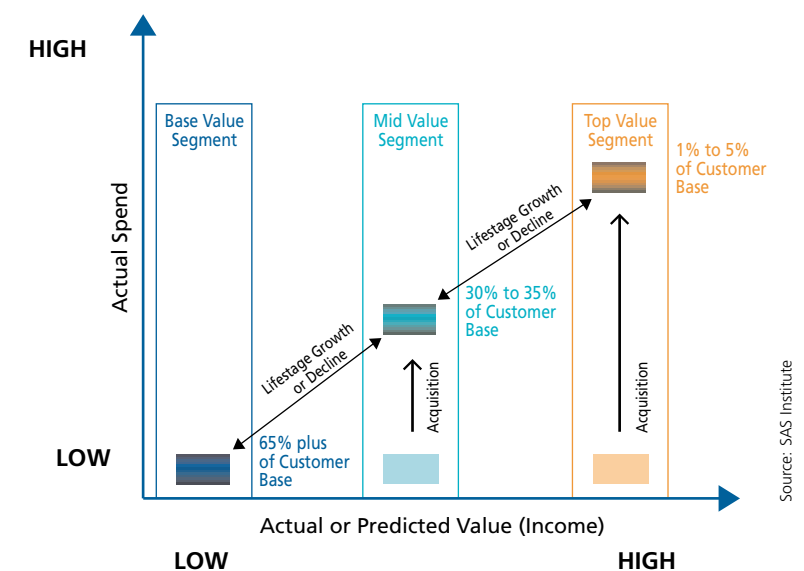 HIGH
Base Value
Segment
Mid Value
Segment
Top Value
Segment
1% to 5%
of Customer
Base
Actual Spend
Lifestage Growth
or Decline
30% to 35%
of Customer
Base
Lifestage Growth
or Decline
Acquisition
Acquisition
65% plus
of Customer
Base
LOW
Source: SAS Institute
Actual or Predicted Value (Income)
LOW
HIGH